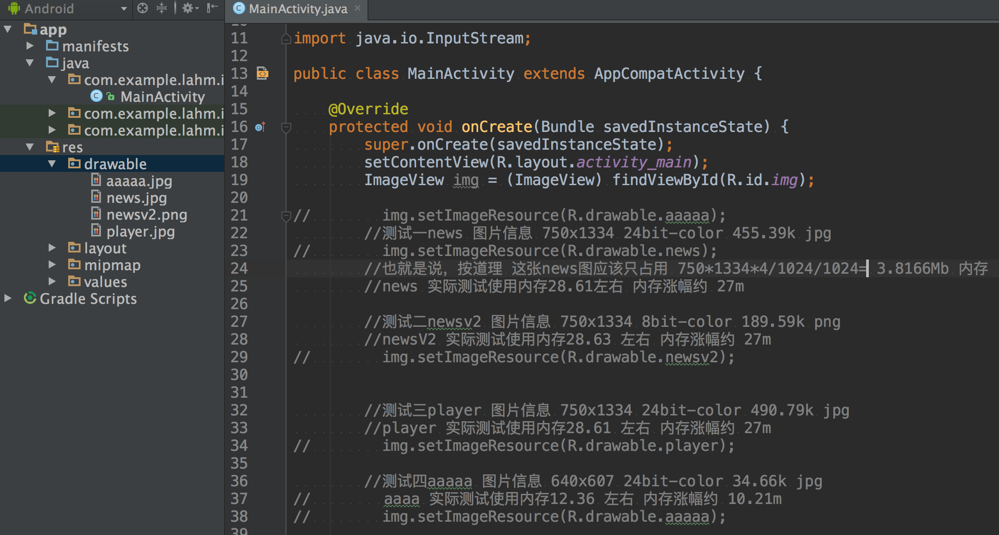 Android
app
manifests
java
com.example.lahm.i
MainActivity
com.example.lahm.i
com.example.lahm.i
res
drawable
aaaaa.jpg
news.jpg
newsv2.png
player.jpg
layout
mipmap
values
Gradle Scripts
MainActivity.java
11 import java.io.InputStream;
12
13 public class MainActivity extends AppCompatActivity {
14
15 @Override
16 protected void onCreate(Bundle savedInstanceState) {
17 super.onCreate(savedInstanceState);
18 setContentView(R.layout.activity_main);
19 ImageView img = (ImageView) findViewById(R.id.img);
20
21 // img.setImageResource(R.drawable.aaaaa);
22 //测试一news 图片信息 750x1334 24bit-color 455.39k jpg
23 // img.setImageResource(R.drawable.news);
24 //也就是说，按道理 这张news图应该只占用 750*1334*4/1024/1024= 3.8166Mb 内存
25 //news 实际测试使用内存28.61左右 内存涨幅约 27m
26
27 //测试二newsv2 图片信息 750x1334 8bit-color 189.59k png
28 //newsV2 实际测试使用内存28.63 左右 内存涨幅约 27m
29 // img.setImageResource(R.drawable.newsv2);
30
31
32 //测试三player 图片信息 750x1334 24bit-color 490.79k jpg
33 //player 实际测试使用内存28.61 左右 内存涨幅约 27m
34 // img.setImageResource(R.drawable.player);
35
36 //测试四aaaaa 图片信息 640x607 24bit-color 34.66k jpg
37 // aaaa 实际测试使用内存12.36 左右 内存涨幅约 10.21m
38 // img.setImageResource(R.drawable.aaaaa);
39